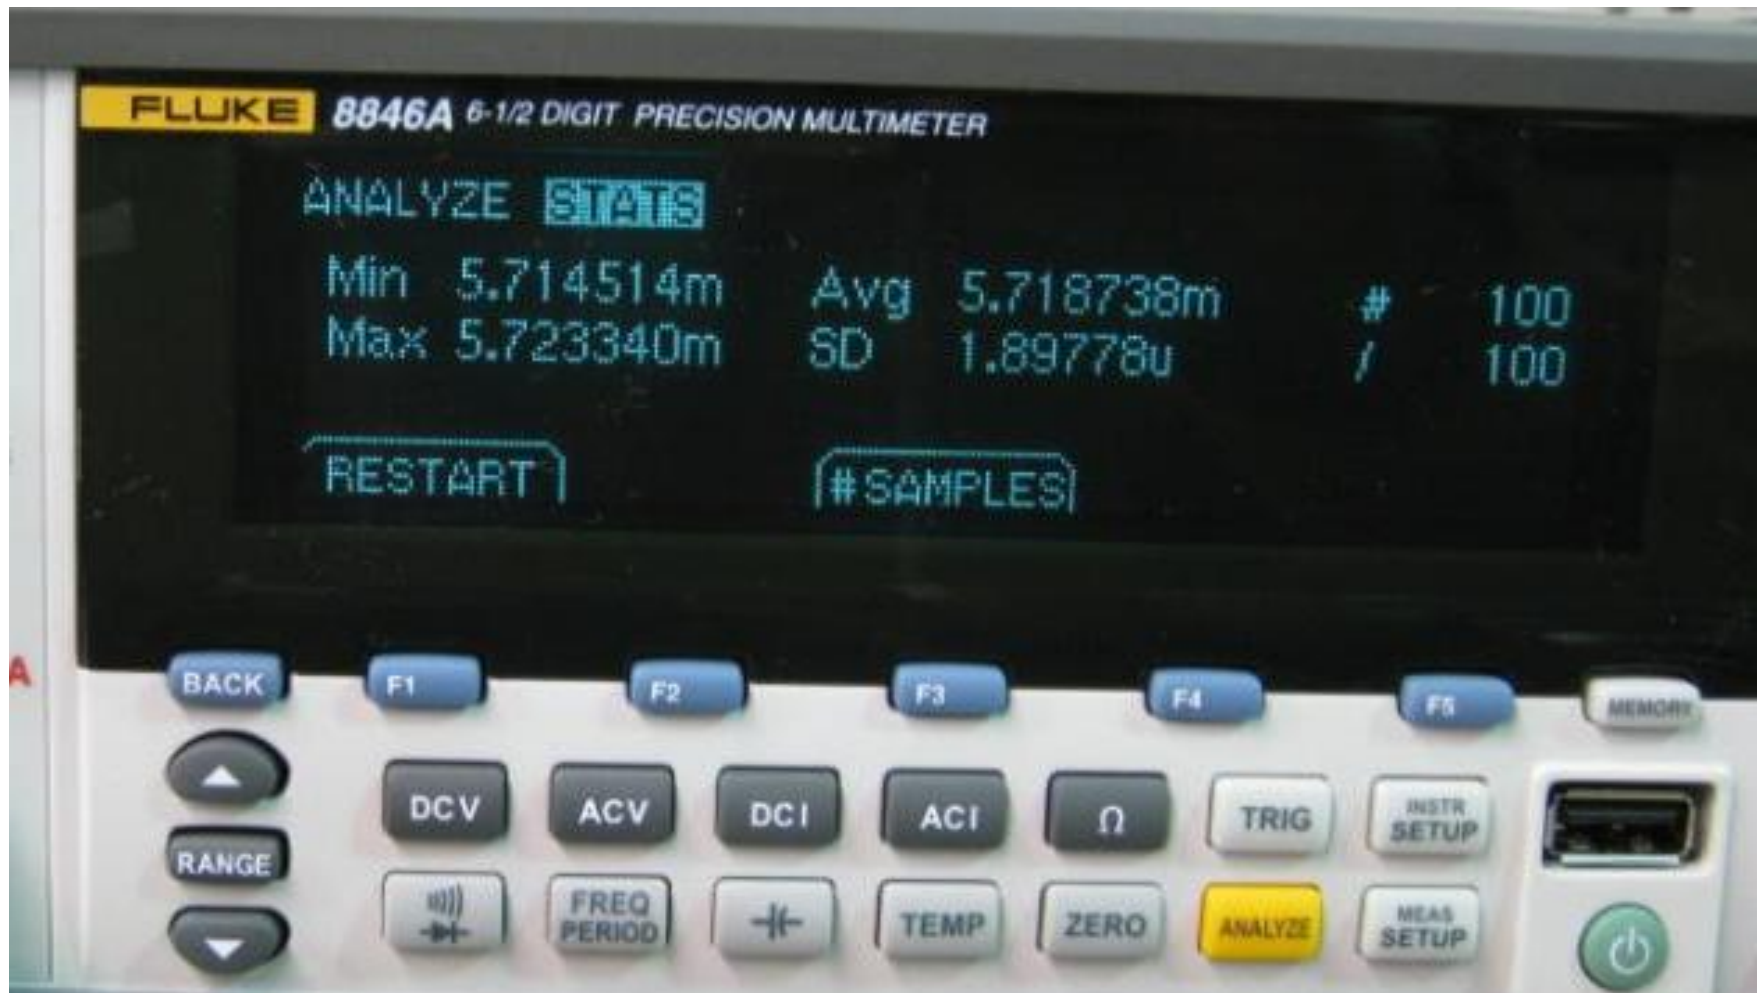 FLUKE 8846A 6-1/2 DIGIT PRECISION MULTIMETER
ANALYZE STATS
Min 5.714514m Avg 5.718738m # 100
Max 5.723340m SD 1.89778u / 100
RESTART #SAMPLES
A
BACK F1 F2 F3 F4 F5 MEMORY
DCV ACV DCI ACI Ω TRIG INSTR SETUP
RANGE
FREQ PERIOD TEMP ZERO ANALYZE MEAS SETUP